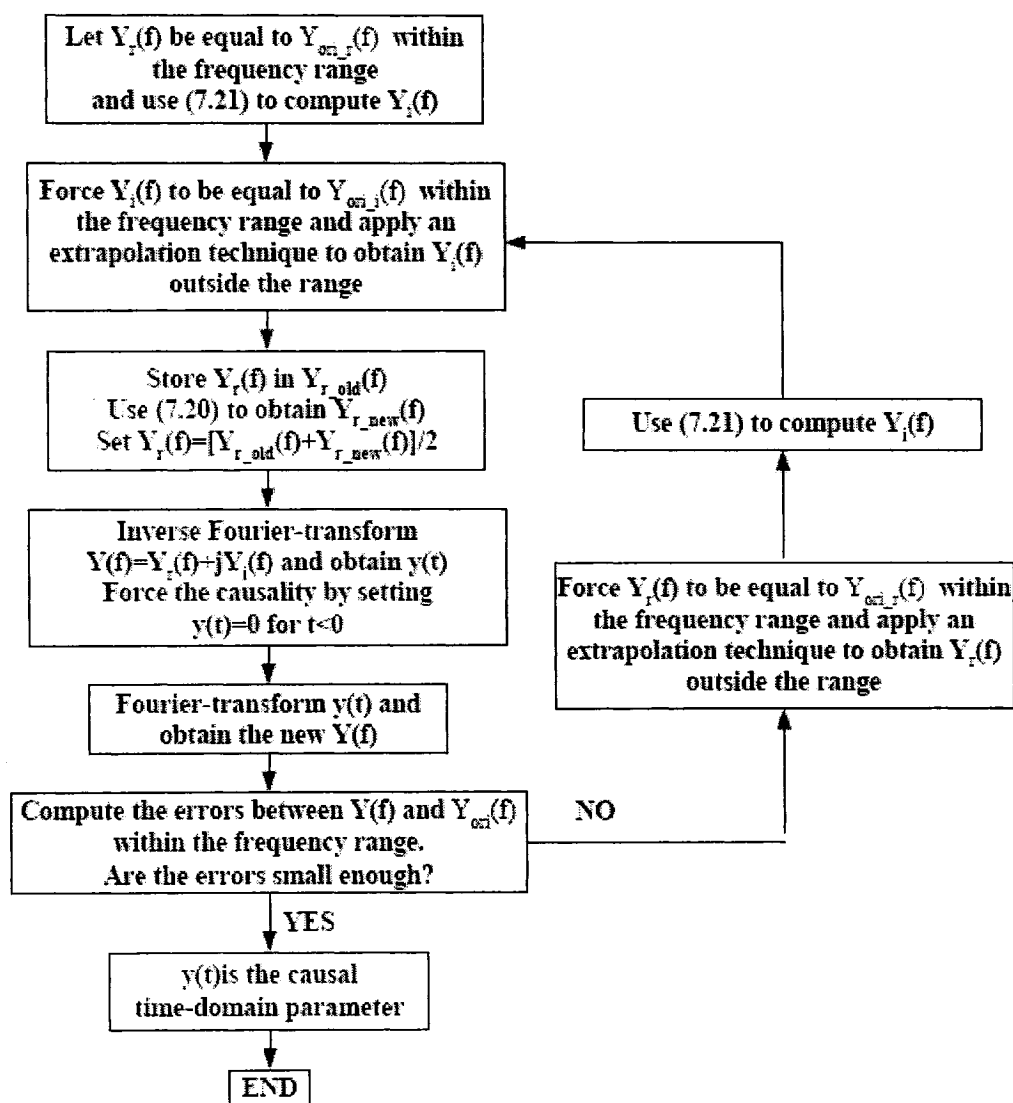 Let Y_r(f) be equal to Y_ori_r(f) within
the frequency range
and use (7.21) to compute Y_i(f)
Force Y_i(f) to be equal to Y_ori_i(f) within
the frequency range and apply an
extrapolation technique to obtain Y_i(f)
outside the range
Store Y_r(f) in Y_r_old(f)
Use (7.20) to obtain Y_r_new(f)
Set Y_r(f)=[Y_r_old(f)+Y_r_new(f)]/2
Inverse Fourier-transform
Y(f)=Y_r(f)+jY_i(f) and obtain y(t)
Force the causality by setting
y(t)=0 for t<0
Fourier-transform y(t) and
obtain the new Y(f)
Compute the errors between Y(f) and Y_ori(f)
within the frequency range.
Are the errors small enough?
NO
Force Y_r(f) to be equal to Y_ori_r(f) within
the frequency range and apply an
extrapolation technique to obtain Y_r(f)
outside the range
Use (7.21) to compute Y_i(f)
YES
y(t)is the causal
time-domain parameter
END